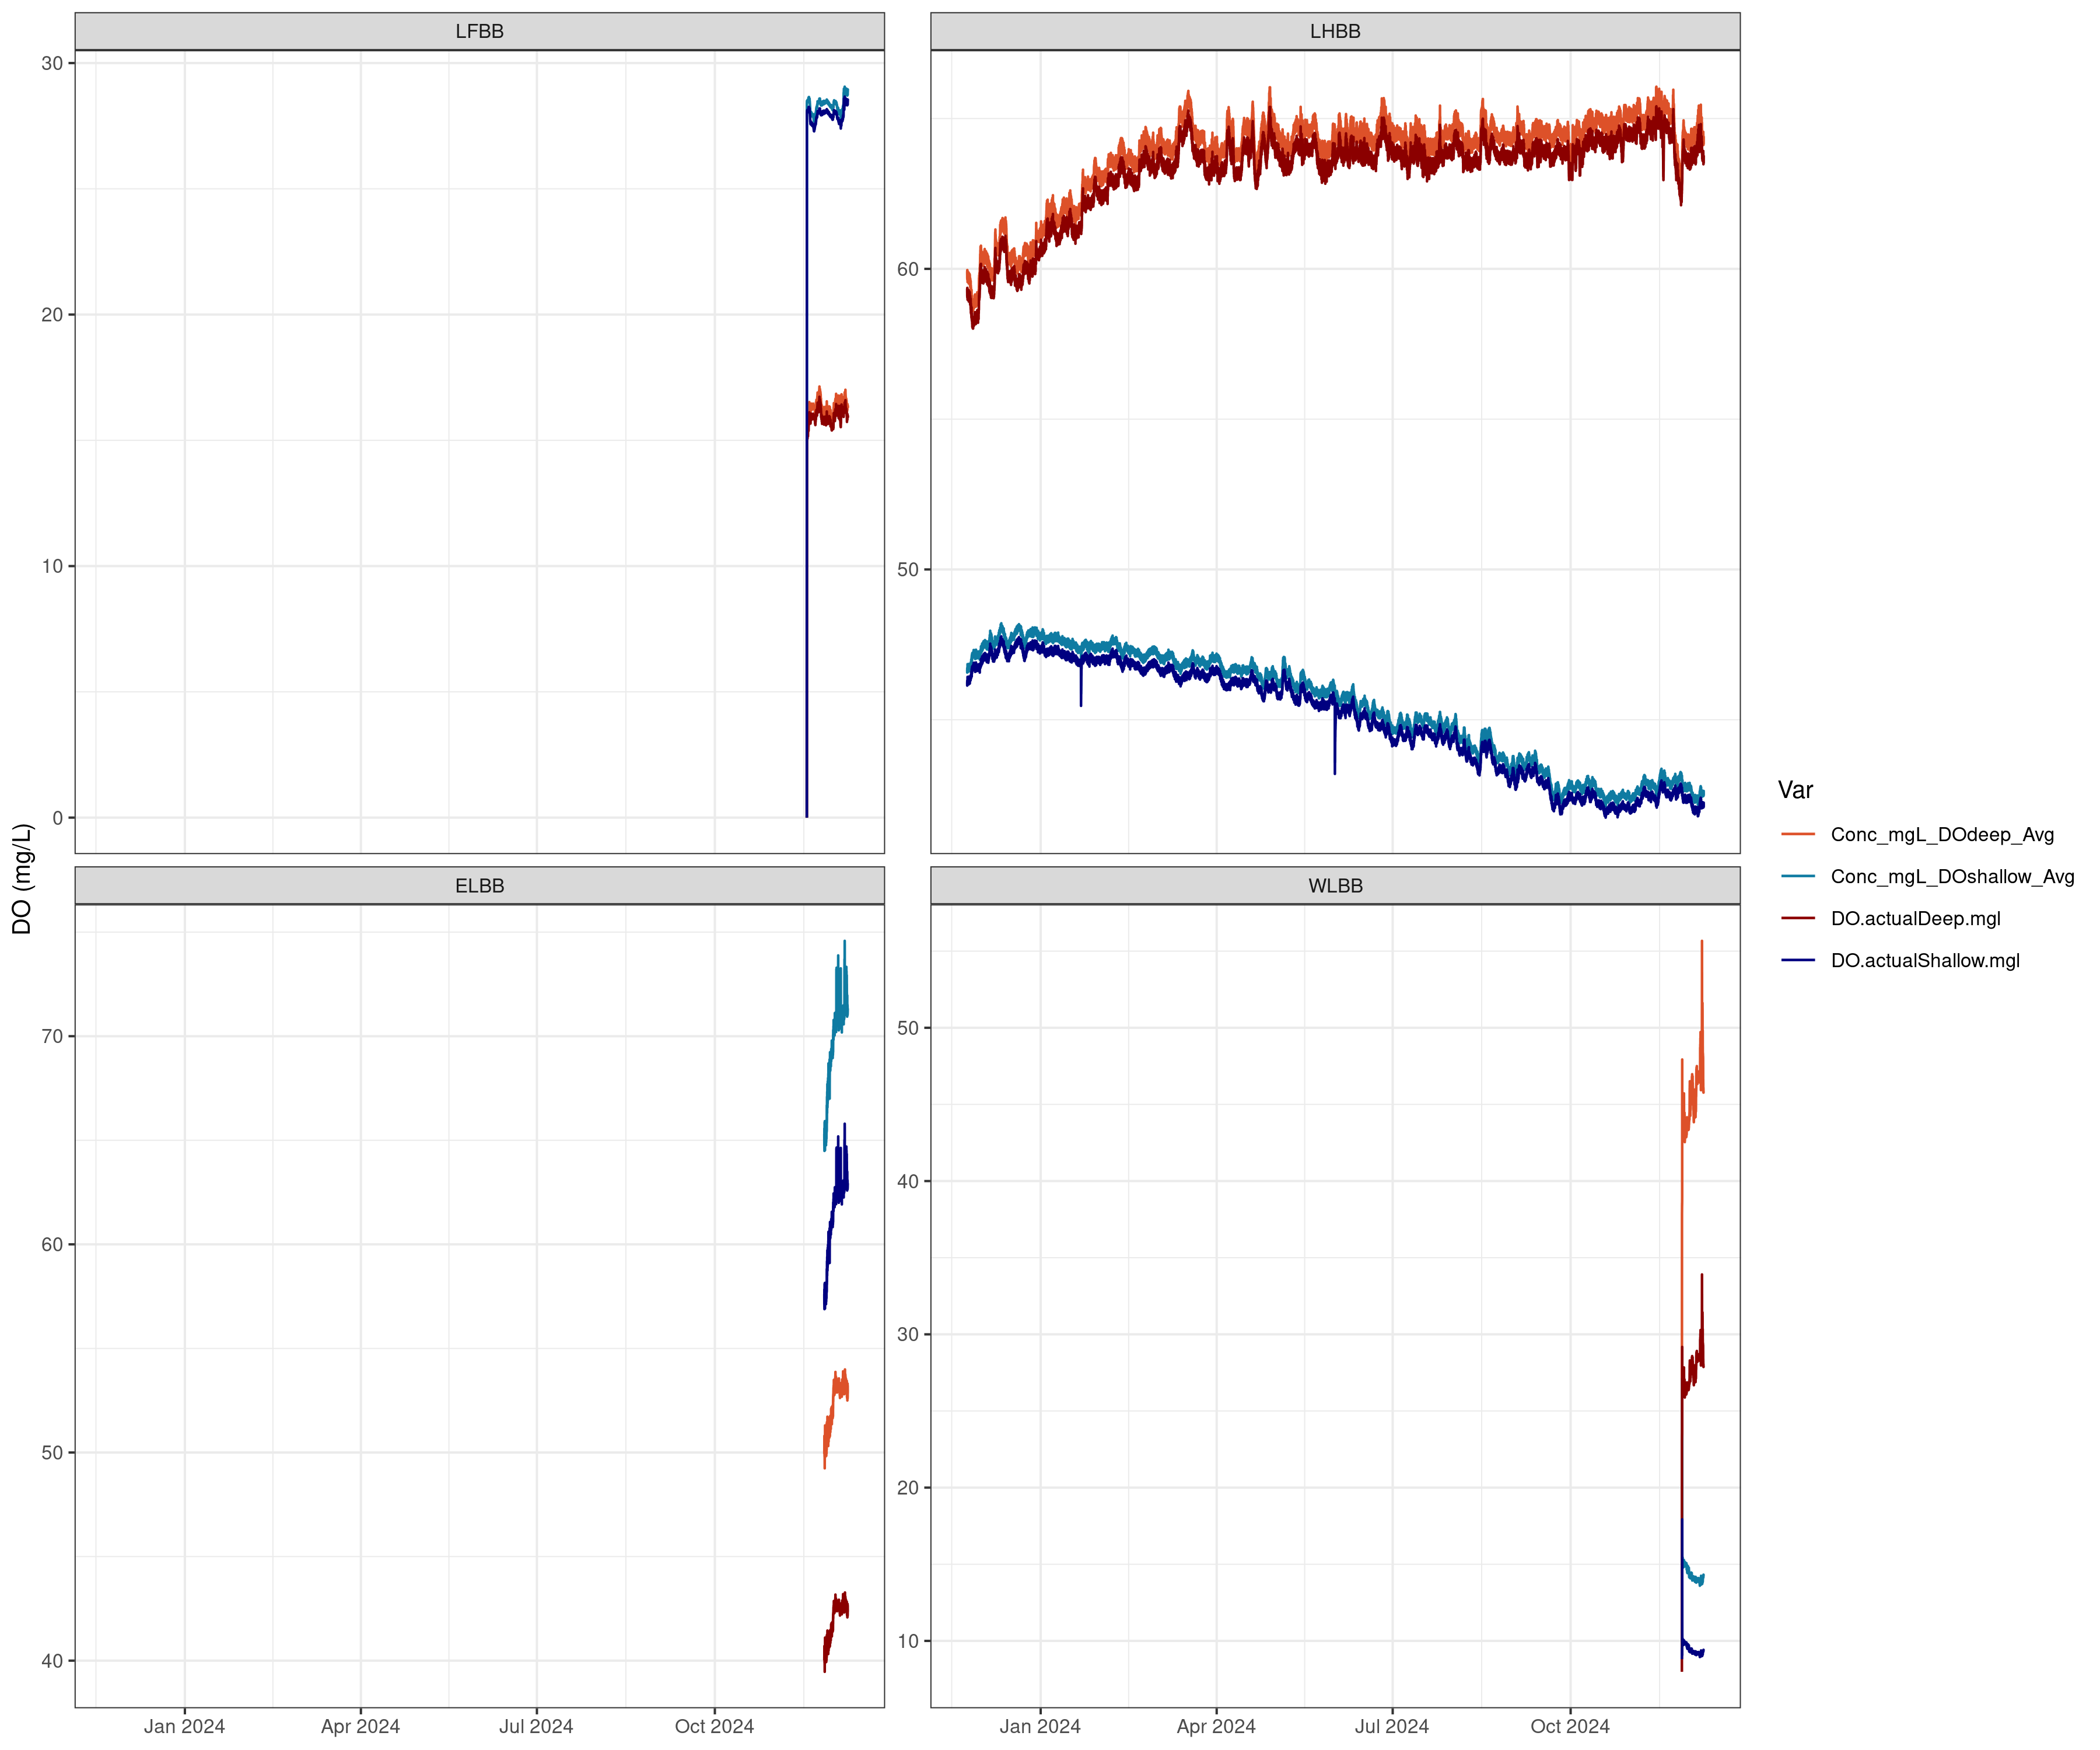 LFBB
LHBB
30
20
10
0
60
50
DO (mg/L)
ELBB
WLBB
70
60
50
40
50
40
30
20
10
Jan 2024 Apr 2024 Jul 2024 Oct 2024
Jan 2024 Apr 2024 Jul 2024 Oct 2024
Var
Conc_mgL_DOdeep_Avg
Conc_mgL_DOshallow_Avg
DO.actualDeep.mgl
DO.actualShallow.mgl